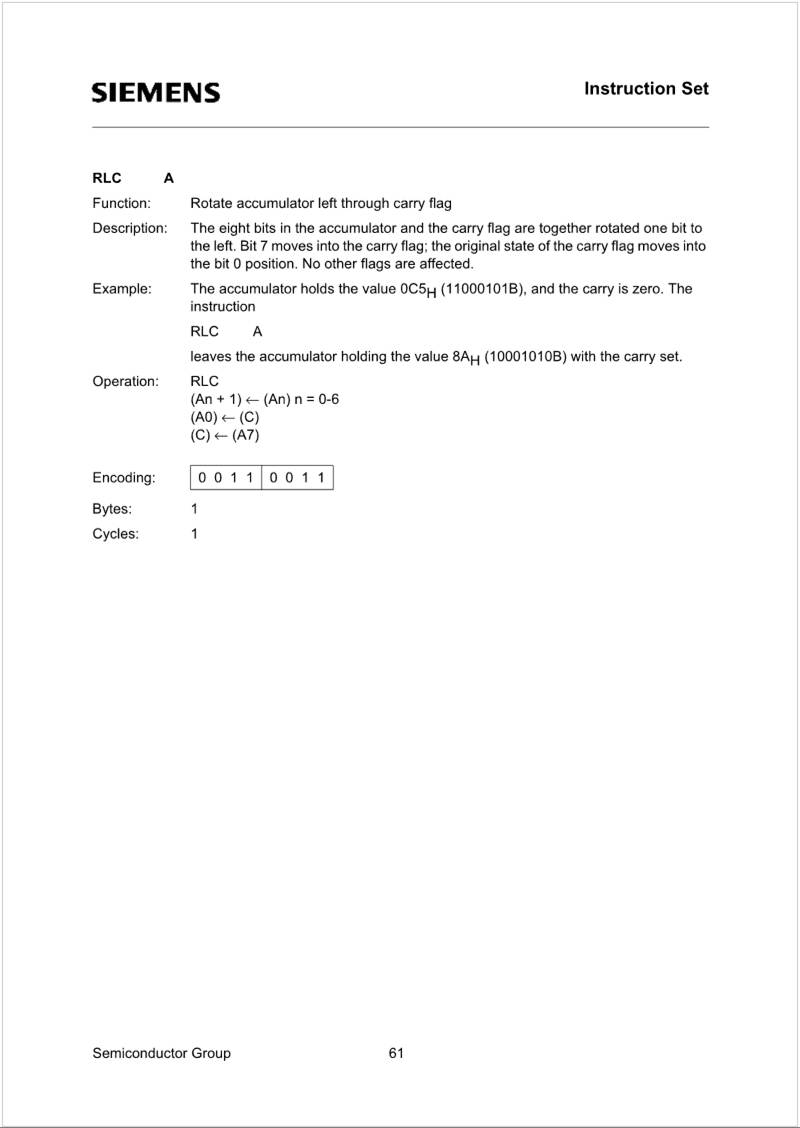 SIEMENS
Instruction Set
RLC A
Function: Rotate accumulator left through carry flag
Description: The eight bits in the accumulator and the carry flag are together rotated one bit to
the left. Bit 7 moves into the carry flag; the original state of the carry flag moves into
the bit 0 position. No other flags are affected.
Example: The accumulator holds the value 0C5H (11000101B), and the carry is zero. The
instruction
RLC A
leaves the accumulator holding the value 8AH (10001010B) with the carry set.
Operation: RLC
(An + 1) ← (An) n = 0-6
(A0) ← (C)
(C) ← (A7)
Encoding: 0 0 1 1 0 0 1 1
Bytes: 1
Cycles: 1
Semiconductor Group 61